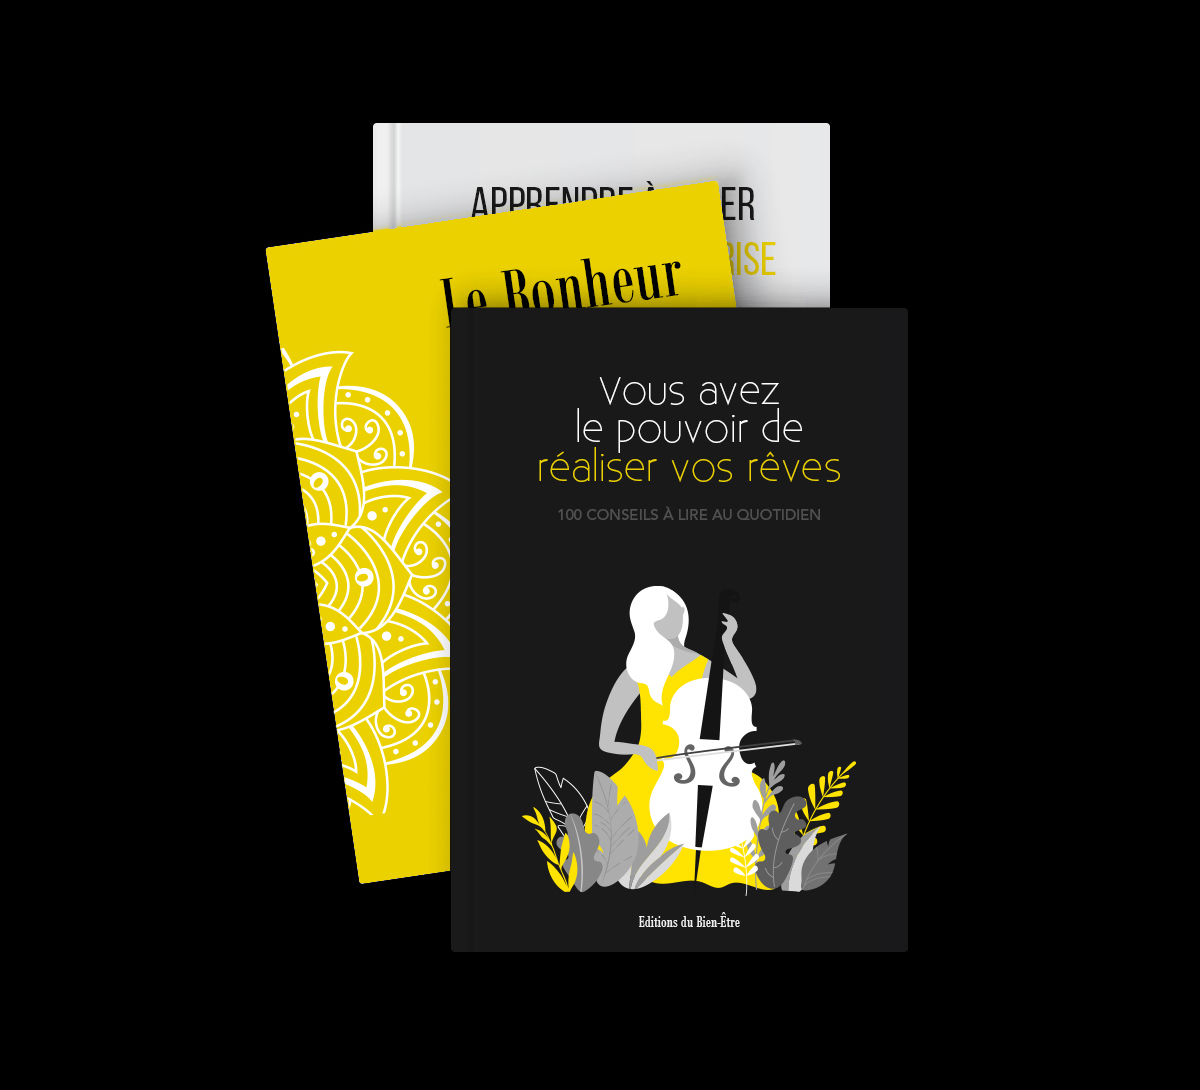 APPRENDRE À
Le Bonheur
Vous avez
le pouvoir de
réaliser vos rêves
100 CONSEILS À LIRE AU QUOTIDIEN
Editions du Bien-Être